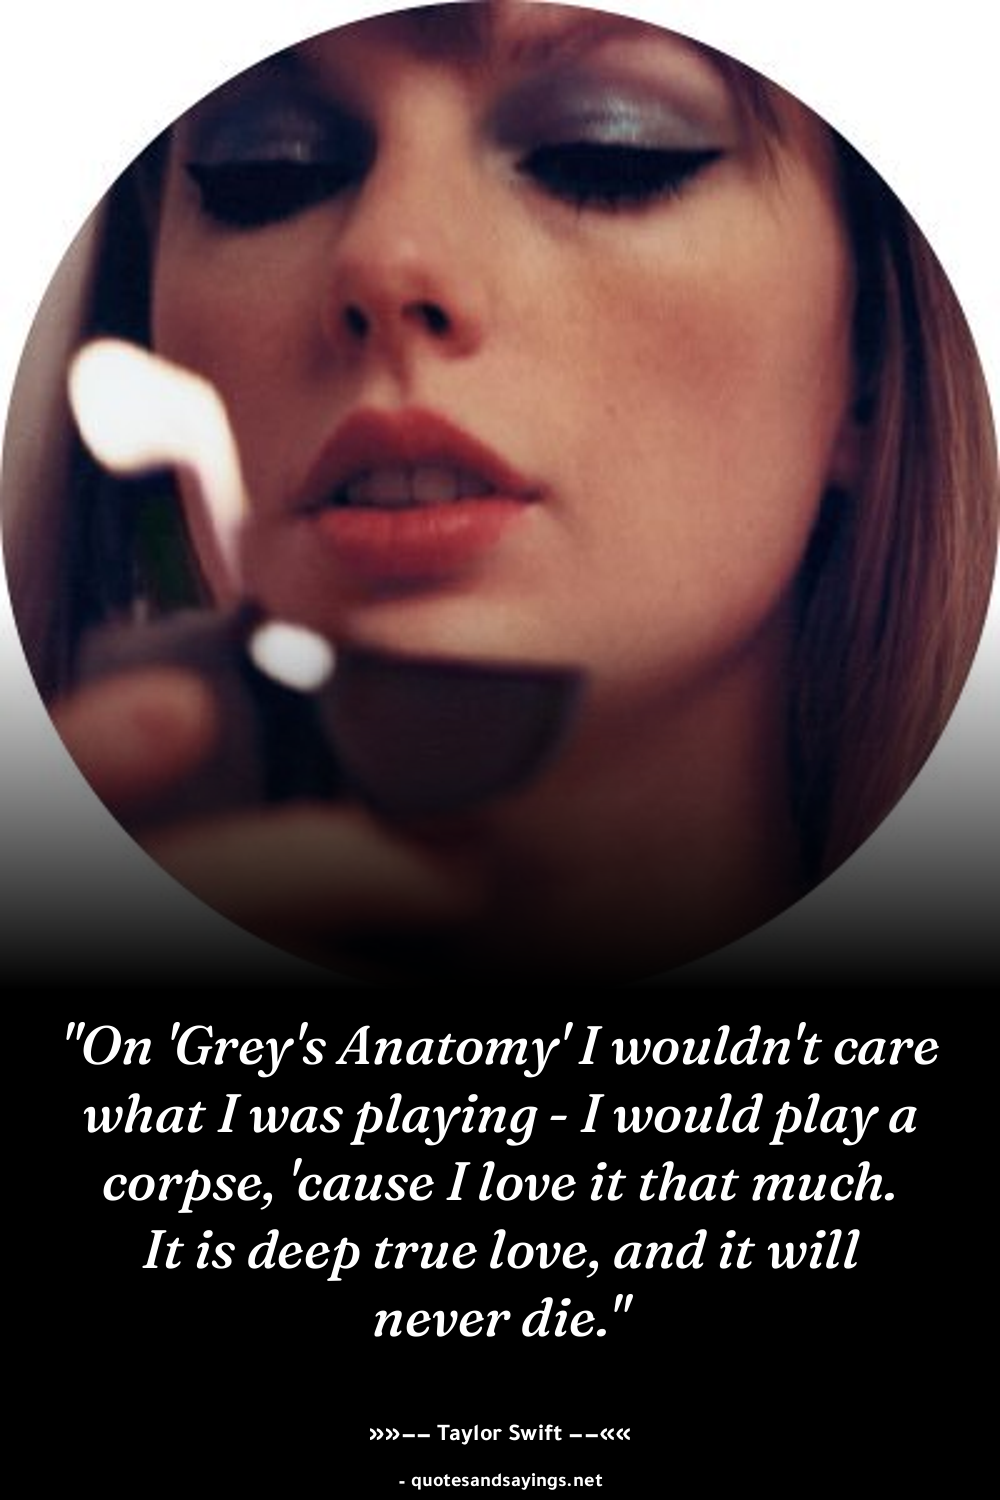 "On 'Grey's Anatomy' I wouldn't care
what I was playing - I would play a
corpse, 'cause I love it that much.
It is deep true love, and it will
never die."
»»–– Taylor Swift ––««
- quotesandsayings.net